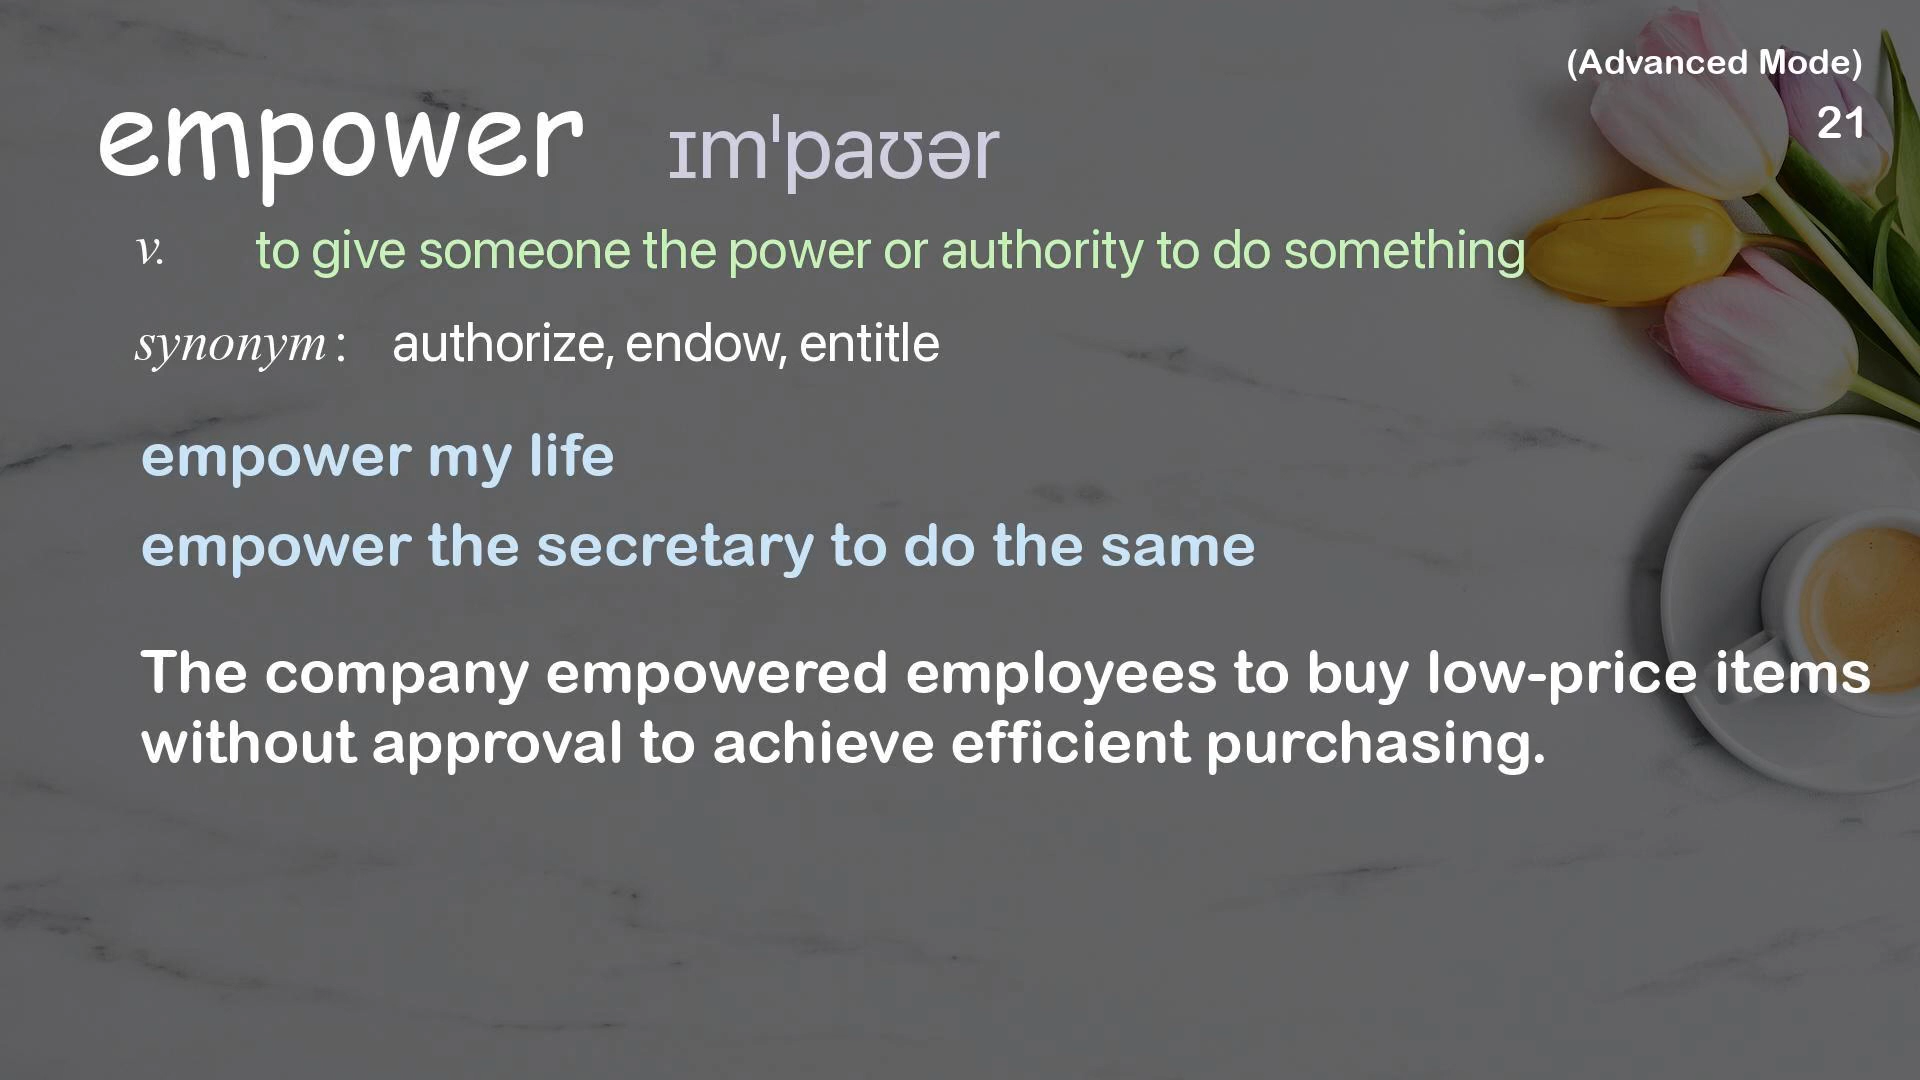 (Advanced Mode)
empower ɪmˈpaʊər
21
v. to give someone the power or authority to do something
synonym: authorize, endow, entitle
empower my life
empower the secretary to do the same
The company empowered employees to buy low-price items
without approval to achieve efficient purchasing.